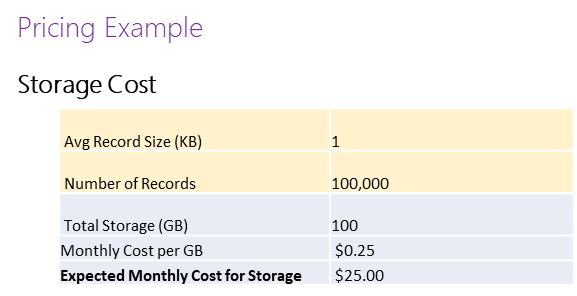 Pricing Example
Storage Cost
Avg Record Size (KB) 1
Number of Records 100,000
Total Storage (GB) 100
Monthly Cost per GB $0.25
Expected Monthly Cost for Storage $25.00